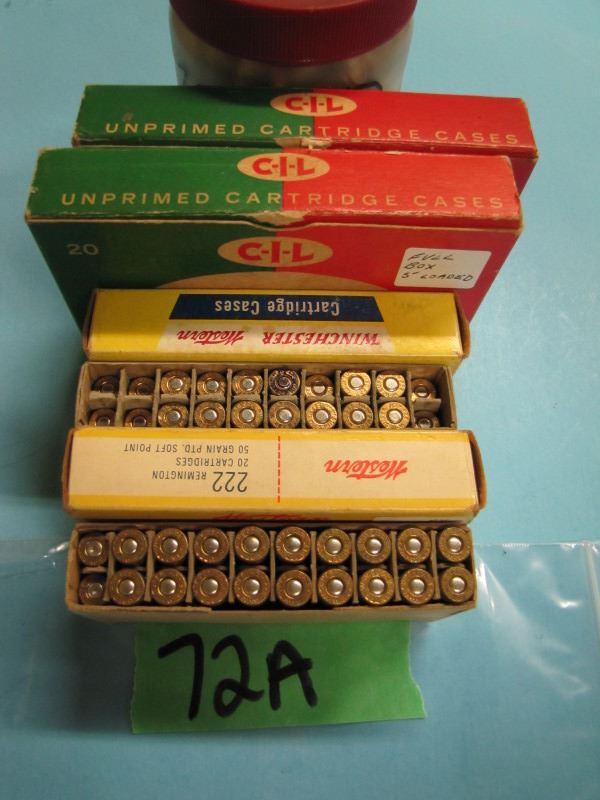 C-I-L
UNPRIMED CARTRIDGE CASES
C-I-L
UNPRIMED CARTRIDGE CASES
20
C-I-L
FULL
BOX
5 LOADED
Cartridge Cases
WINCHESTER Western
222 REMINGTON
20 CARTRIDGES
50 GRAIN PTD. SOFT POINT
Western
72A